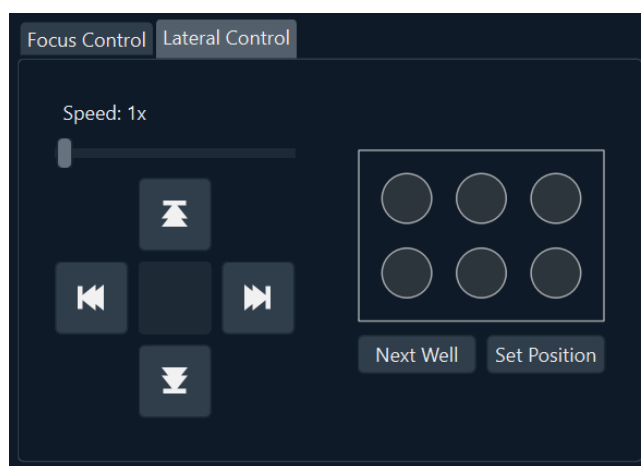 Focus Control
Lateral Control
Speed: 1x
Next Well
Set Position